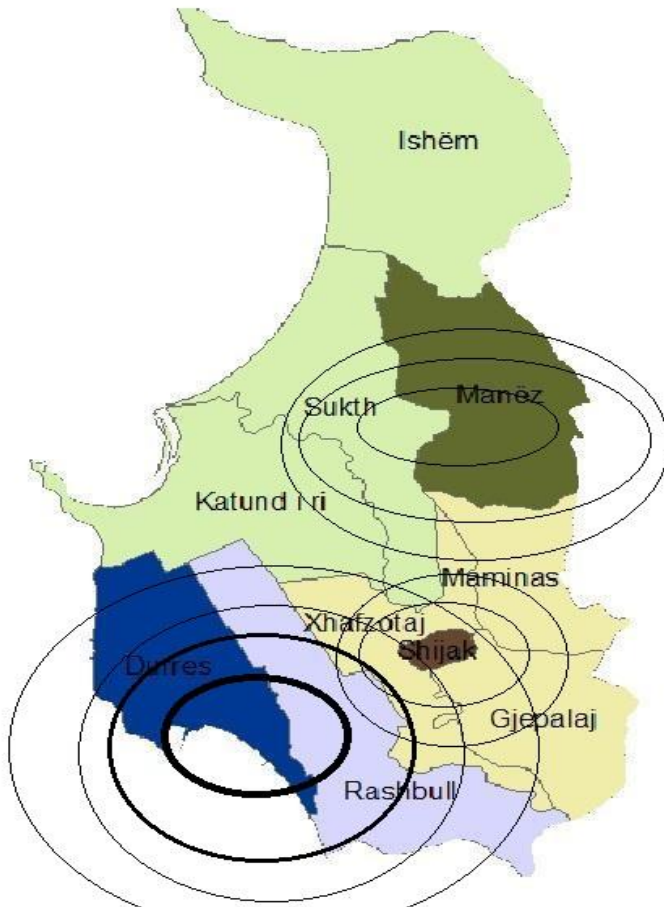 Ishëm
Manëz
Sukth
Katund i ri
Maminas
Xhafzotaj
Shijak
Durres
Gjepalaj
Rashbull